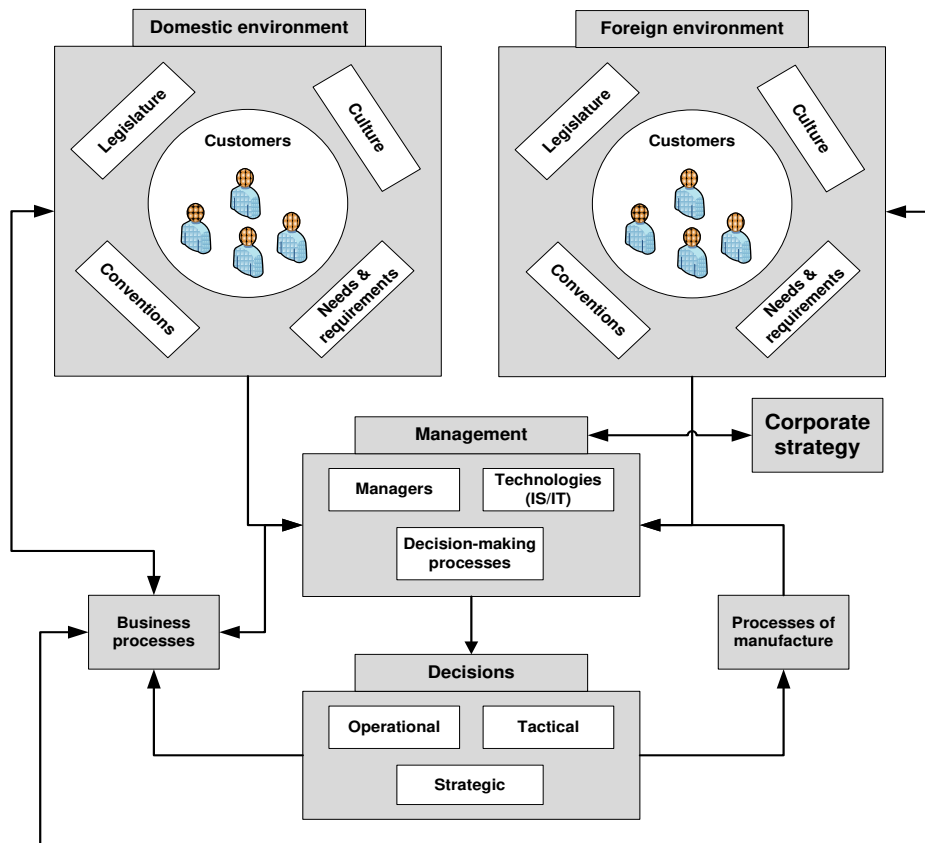 Domestic environment
Legislature
Culture
Customers
Conventions
Needs &
requirements
Foreign environment
Legislature
Culture
Customers
Conventions
Needs &
requirements
Management
Corporate
strategy
Managers
Technologies
(IS/IT)
Decision-making
processes
Business
processes
Processes of
manufacture
Decisions
Operational
Tactical
Strategic